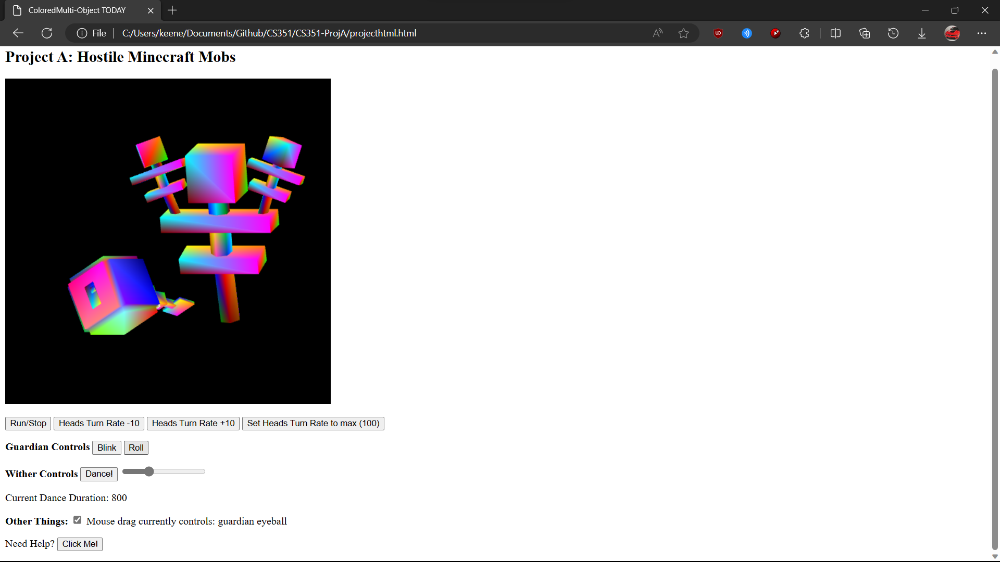 ColoredMulti-Object TODAY
File C:/Users/keene/Documents/Github/CS351/CS351-ProjA/projecthtml.html
Project A: Hostile Minecraft Mobs
Run/Stop Heads Turn Rate -10 Heads Turn Rate +10 Set Heads Turn Rate to max (100)
Guardian Controls Blink Roll
Wither Controls Dance!
Current Dance Duration: 800
Other Things: Mouse drag currently controls: guardian eyeball
Need Help? Click Me!